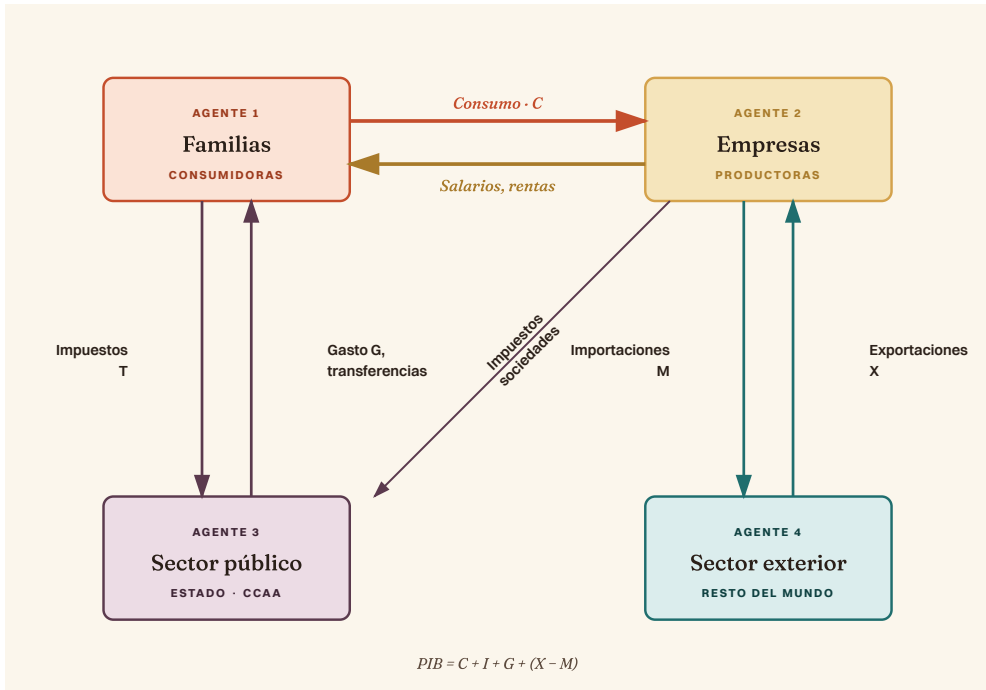 AGENTE 1
Familias
CONSUMIDORAS
Consumo · C
Salarios, rentas
AGENTE 2
Empresas
PRODUCTORAS
Impuestos
T
Gasto G,
transferencias
Impuestos
sociedades
Importaciones
M
Exportaciones
X
AGENTE 3
Sector público
ESTADO · CCAA
AGENTE 4
Sector exterior
RESTO DEL MUNDO
PIB = C + I + G + (X − M)